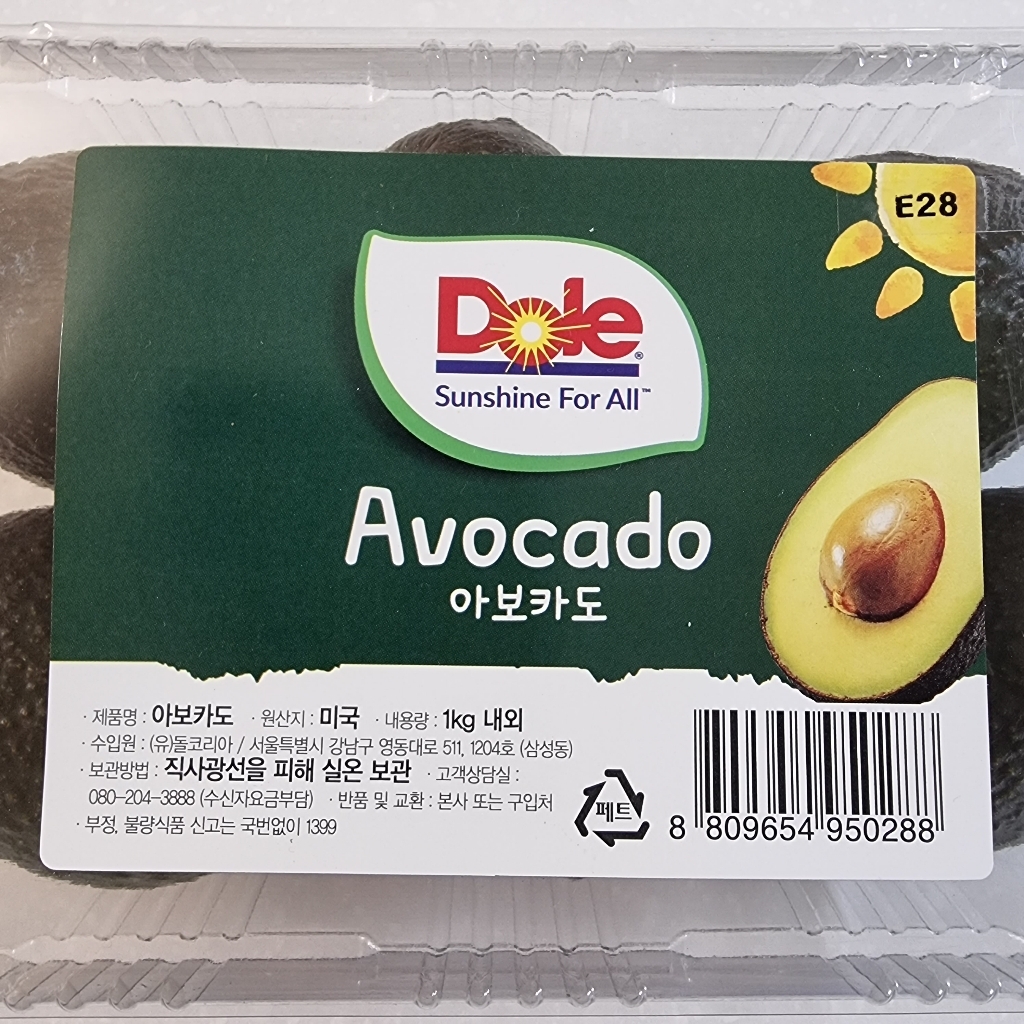 E28
Dole®
Sunshine For All™
Avocado
아보카도
· 제품명 : 아보카도 · 원산지 : 미국 · 내용량 : 1kg 내외
· 수입원 : (유)돌코리아 / 서울특별시 강남구 영동대로 511, 1204호 (삼성동)
· 보관방법 : 직사광선을 피해 실온 보관 · 고객상담실 :
080-204-3888 (수신자요금부담) · 반품 및 교환 : 본사 또는 구입처
· 부정, 불량식품 신고는 국번없이 1399
페트
8 809654 950288